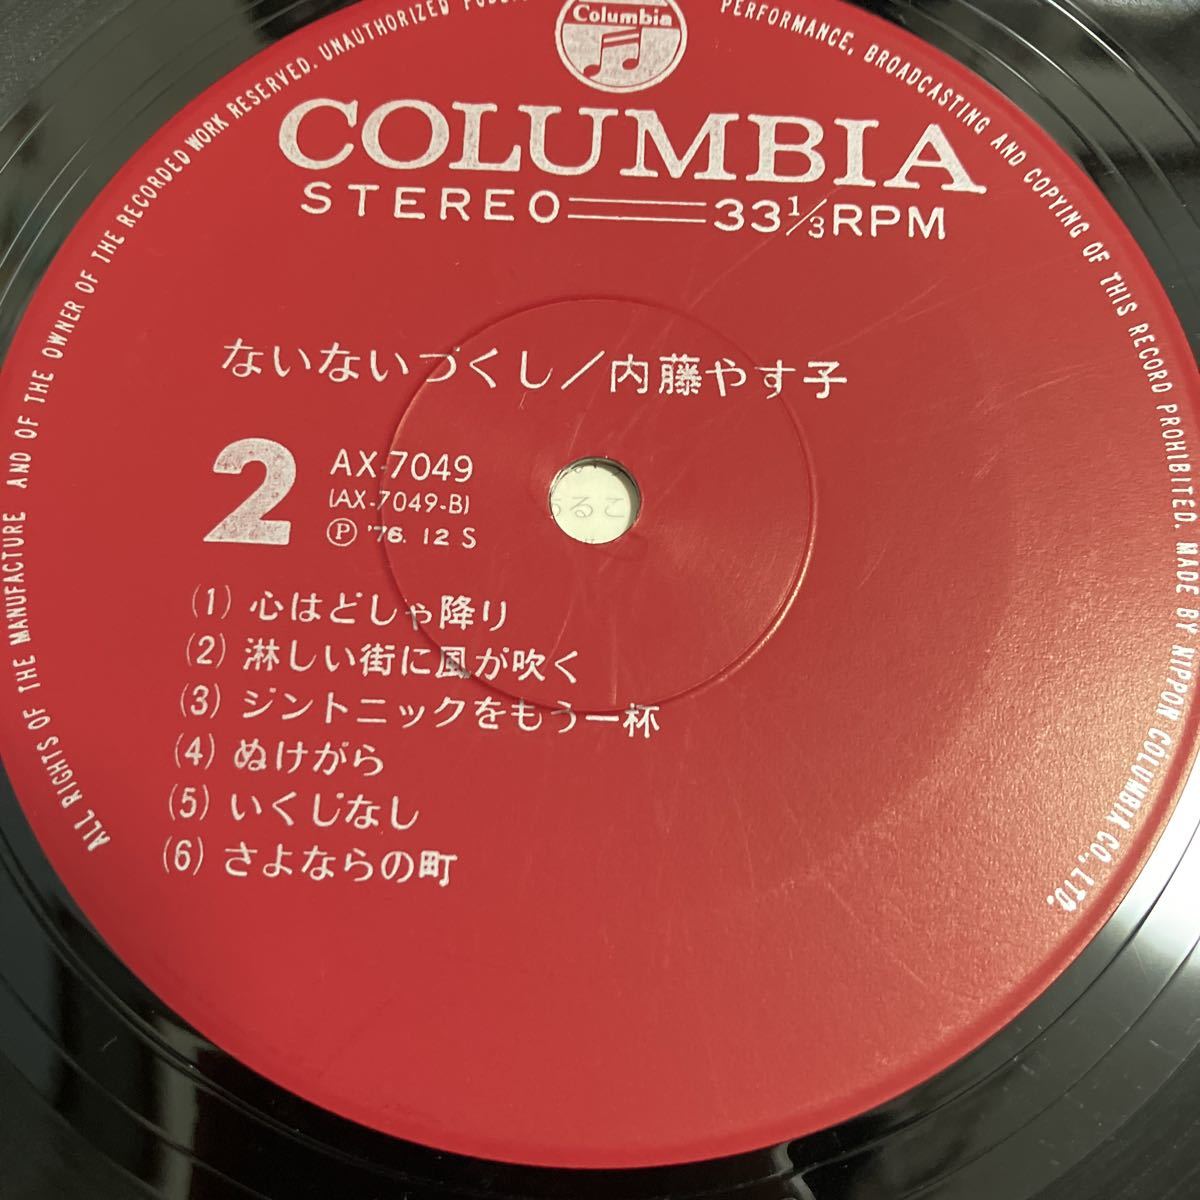 ALL RIGHTS OF THE MANUFACTURE AND OF THE OWNER OF THE RECORDED WORK RESERVED. UNAUTHORIZED
PERFORMANCE, BROADCASTING AND COPYING OF THIS RECORD PROHIBITED. MADE BY NIPPON COLUMBIA CO., LTD.
Columbia
COLUMBIA
STEREO 33 1/3 RPM
ないないづくし／内藤やす子
2
AX-7049
(AX-7049-B)
Ⓟ '76. 12 S
(1) 心はどしゃ降り
(2) 淋しい街に風が吹く
(3) ジントニックをもう一杯
(4) ぬけがら
(5) いくじなし
(6) さよならの町
るこ